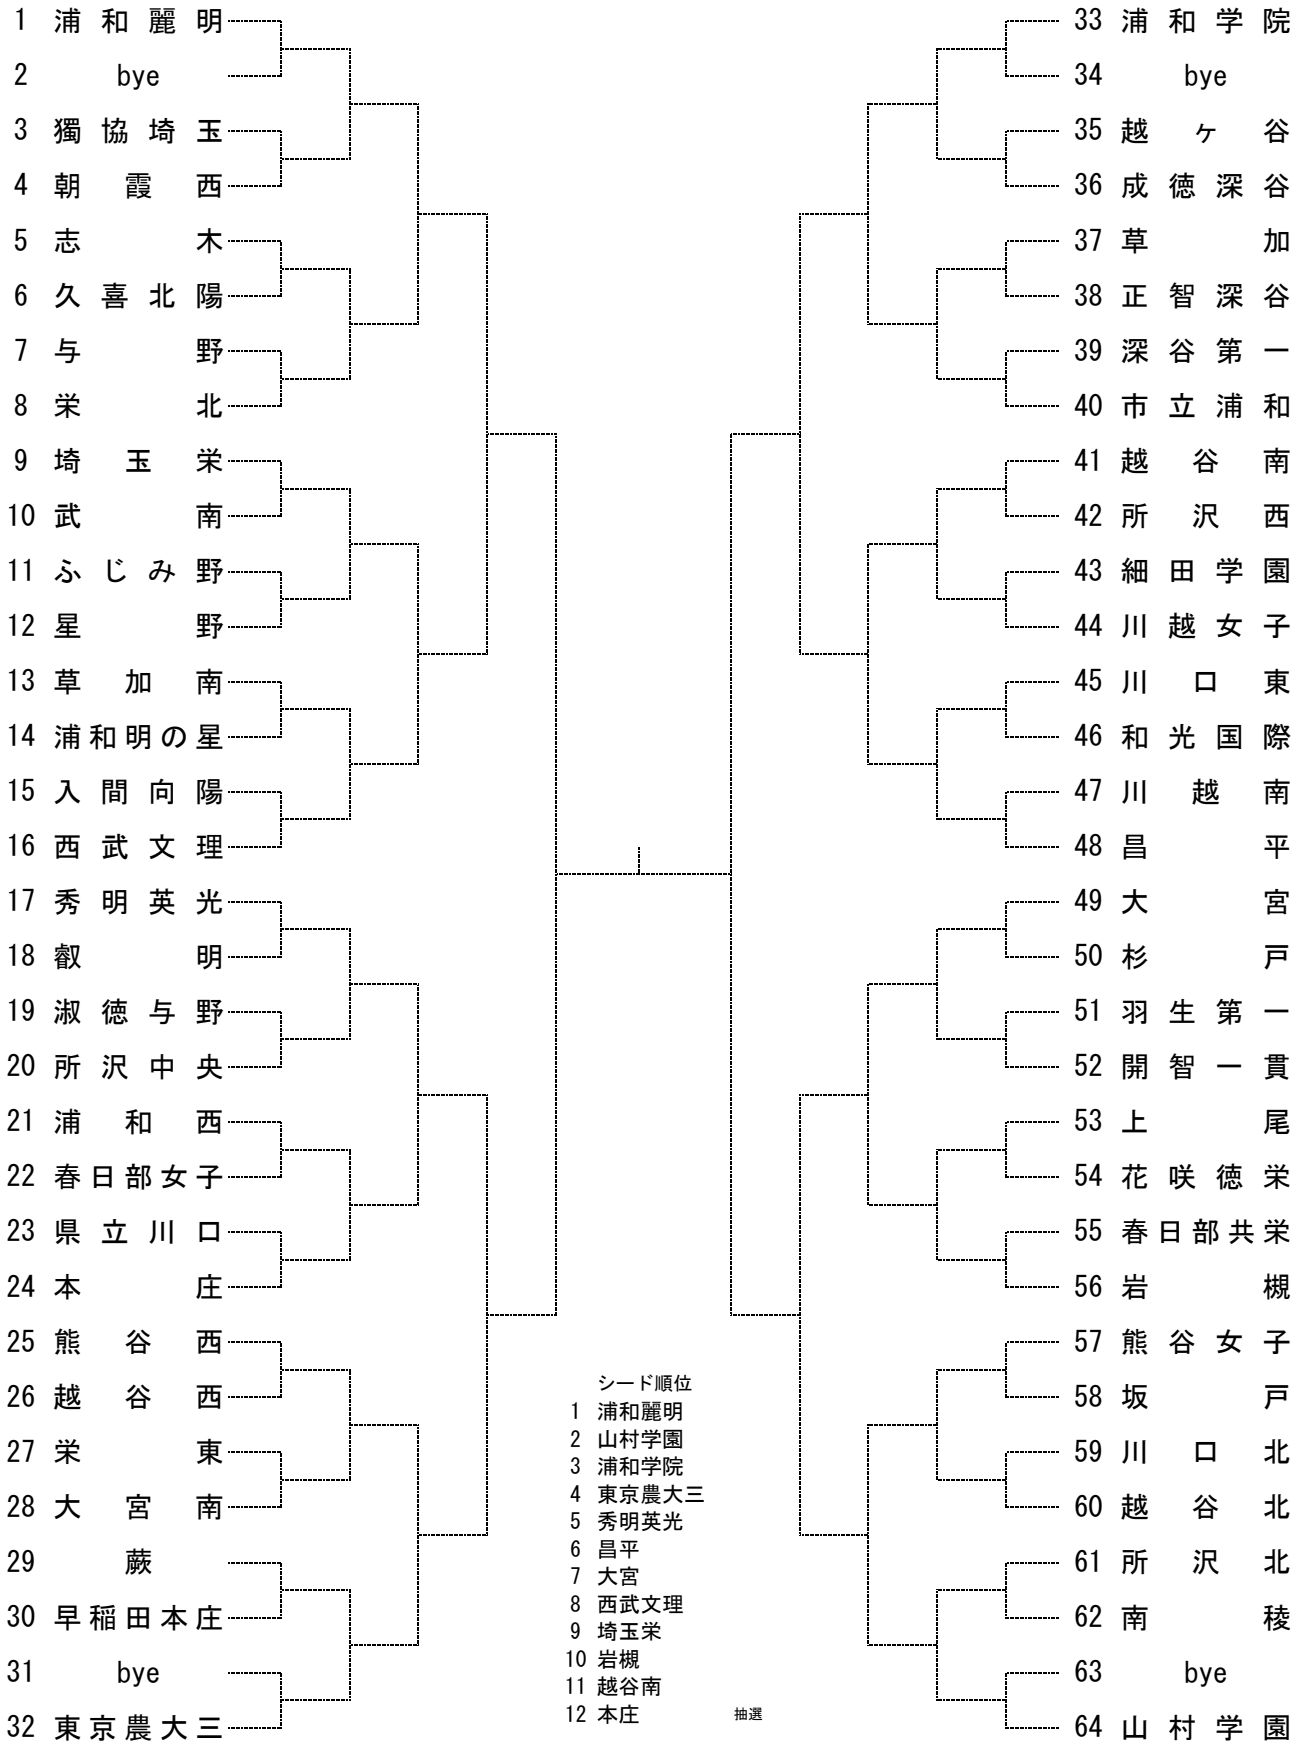 1 浦和麗明
2 bye
3 獨協埼玉
4 朝霞西
5 志木
6 久喜北陽
7 与野
8 栄北
9 埼玉栄
10 武南
11 ふじみ野
12 星野
13 草加南
14 浦和明の星
15 入間向陽
16 西武文理
17 秀明英光
18 叡明
19 淑徳与野
20 所沢中央
21 浦和西
22 春日部女子
23 県立川口
24 本庄
25 熊谷西
26 越谷西
27 栄東
28 大宮南
29 蕨
30 早稲田本庄
31 bye
32 東京農大三
33 浦和学院
34 bye
35 越ヶ谷
36 成徳深谷
37 草加
38 正智深谷
39 深谷第一
40 市立浦和
41 越谷南
42 所沢西
43 細田学園
44 川越女子
45 川口東
46 和光国際
47 川越南
48 昌平
49 大宮
50 杉戸
51 羽生第一
52 開智一貫
53 上尾
54 花咲徳栄
55 春日部共栄
56 岩槻
57 熊谷女子
58 坂戸
59 川口北
60 越谷北
61 所沢北
62 南稜
63 bye
64 山村学園
シード順位
1 浦和麗明
2 山村学園
3 浦和学院
4 東京農大三
5 秀明英光
6 昌平
7 大宮
8 西武文理
9 埼玉栄
10 岩槻
11 越谷南
12 本庄 抽選